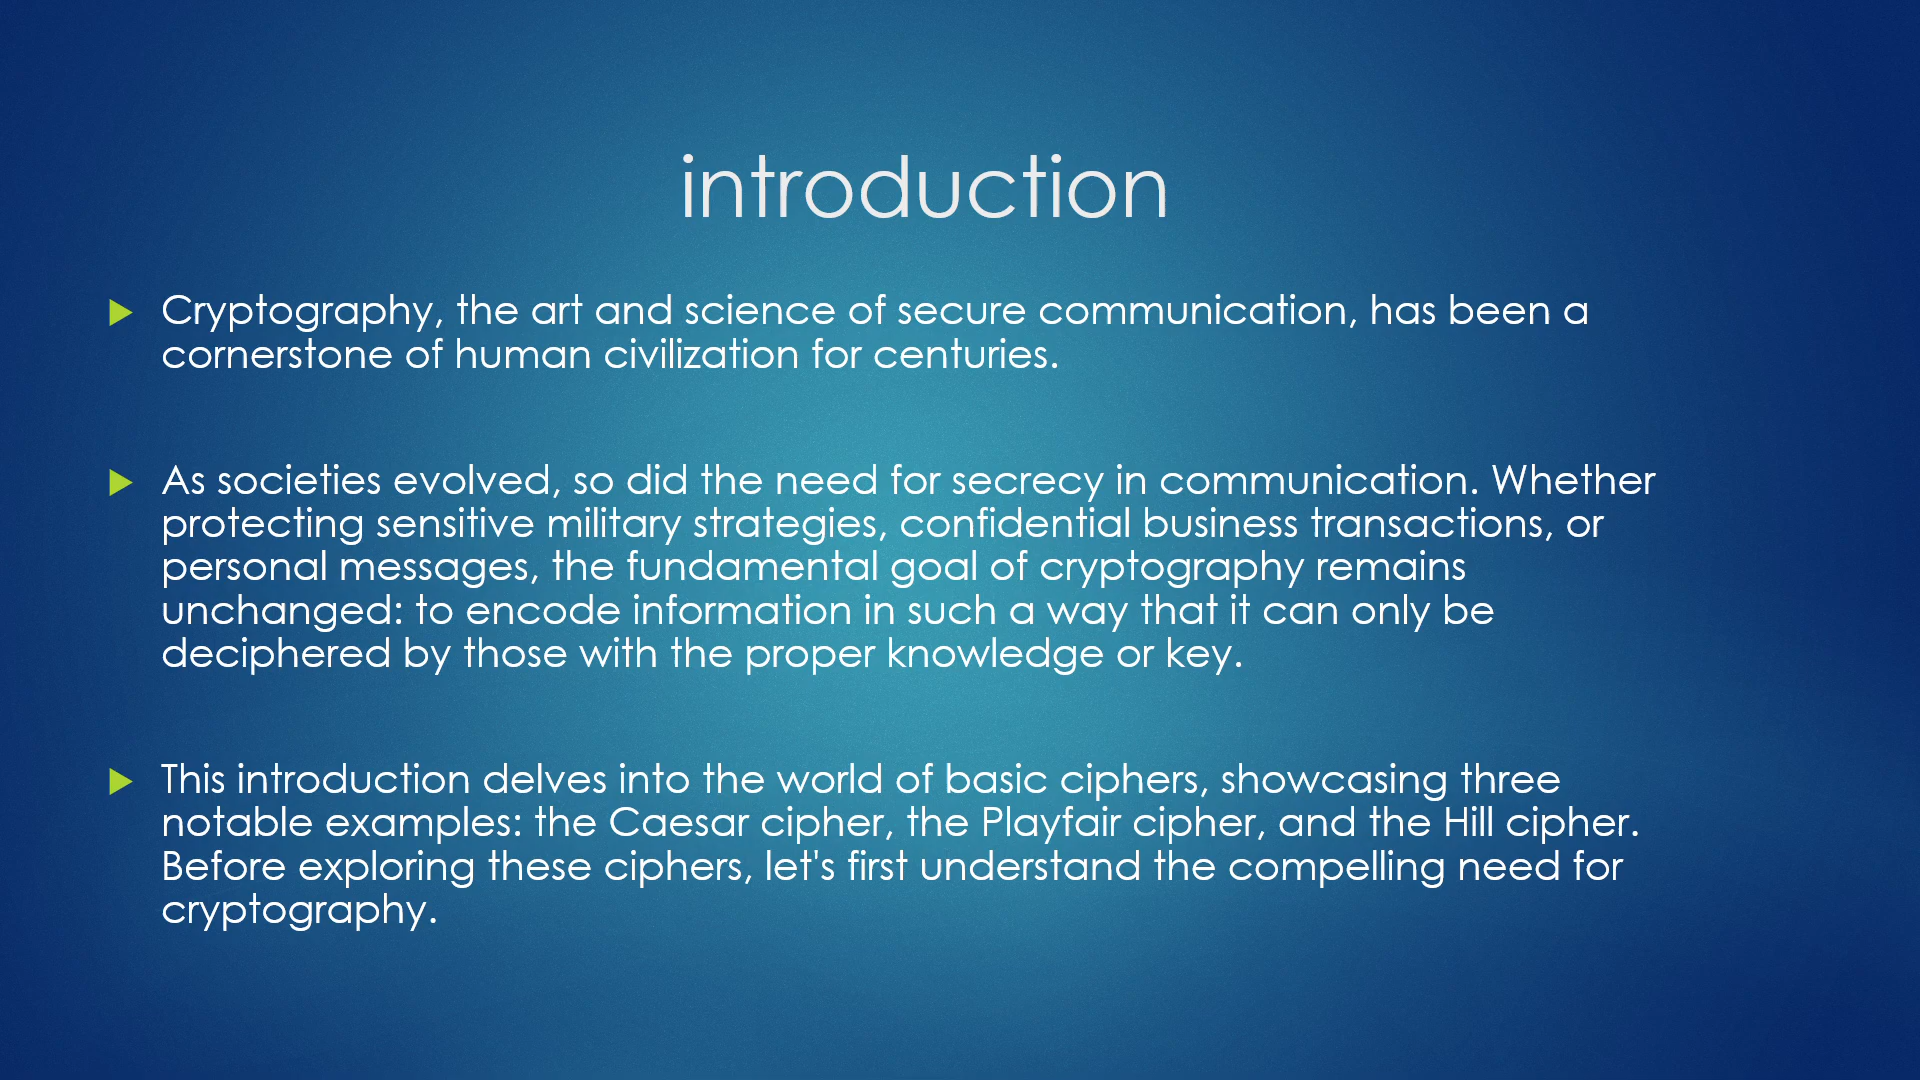 introduction
Cryptography, the art and science of secure communication, has been a
cornerstone of human civilization for centuries.
As societies evolved, so did the need for secrecy in communication. Whether
protecting sensitive military strategies, confidential business transactions, or
personal messages, the fundamental goal of cryptography remains
unchanged: to encode information in such a way that it can only be
deciphered by those with the proper knowledge or key.
This introduction delves into the world of basic ciphers, showcasing three
notable examples: the Caesar cipher, the Playfair cipher, and the Hill cipher.
Before exploring these ciphers, let's first understand the compelling need for
cryptography.